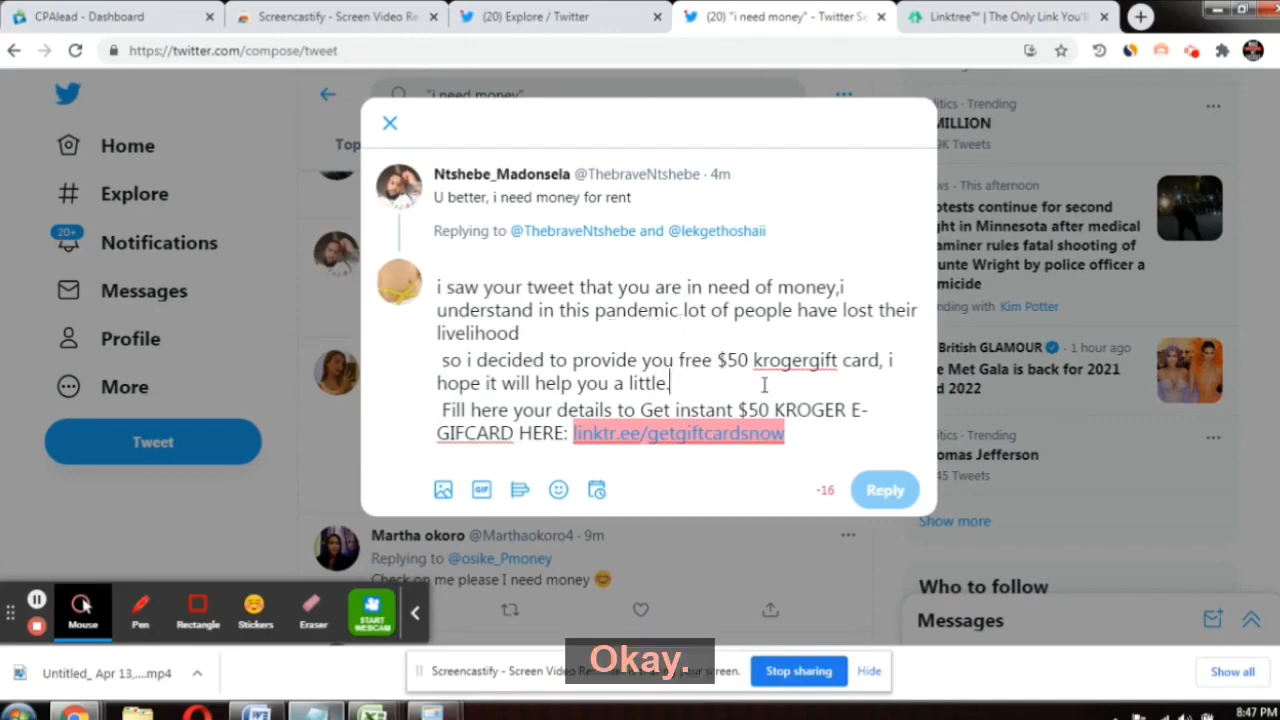 CPAlead - Dashboard
Screencastify - Screen Video Re
(20) Explore / Twitter
(20) "i need money" - Twitter Se
Linktree™ | The Only Link You'll
https://twitter.com/compose/tweet
"i need money"
Home
Explore
20+
Notifications
Messages
Profile
More
Tweet
Top
Ntshebe_Madonsela @ThebraveNtshebe · 4m
U better, i need money for rent
Replying to @ThebraveNtshebe and @lekgethoshaii
i saw your tweet that you are in need of money,i
understand in this pandemic lot of people have lost their
livelihood
so i decided to provide you free $50 krogergift card, i
hope it will help you a little.
Fill here your details to Get instant $50 KROGER E-
GIFCARD HERE: linktr.ee/getgiftcardsnow
GIF
-16
Reply
litics · Trending
MILLION
9K Tweets
ws · This afternoon
otests continue for second
ght in Minnesota after medical
aminer rules fatal shooting of
unte Wright by police officer a
micide
nding with Kim Potter
British GLAMOUR · 1 hour ago
e Met Gala is back for 2021
d 2022
litics · Trending
omas Jefferson
45 Tweets
Show more
Who to follow
Messages
Martha okoro @Marthaokoro4 · 9m
Replying to @osike_Pmoney
Check on me please I need money
Mouse
Pen
Rectangle
Stickers
Eraser
START
WEBCAM
Okay.
Untitled_ Apr 13,....mp4
Screencastify - Screen Video Re
your screen.
Stop sharing
Hide
Show all
8:47 PM